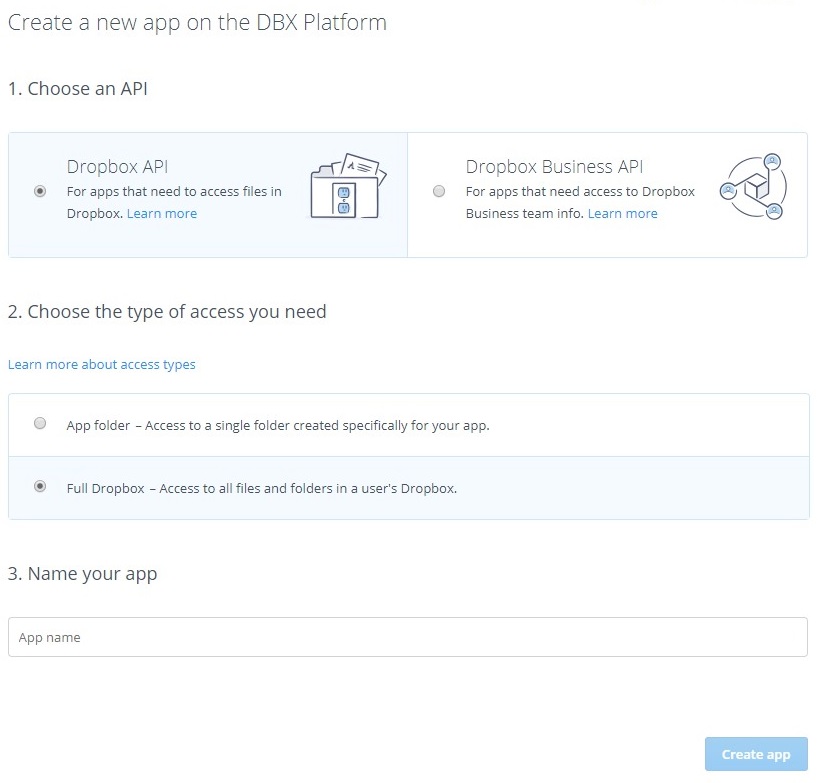 Create a new app on the DBX Platform
1. Choose an API
Dropbox API
For apps that need to access files in
Dropbox. Learn more
Dropbox Business API
For apps that need access to Dropbox
Business team info. Learn more
2. Choose the type of access you need
Learn more about access types
App folder – Access to a single folder created specifically for your app.
Full Dropbox – Access to all files and folders in a user's Dropbox.
3. Name your app
App name
Create app